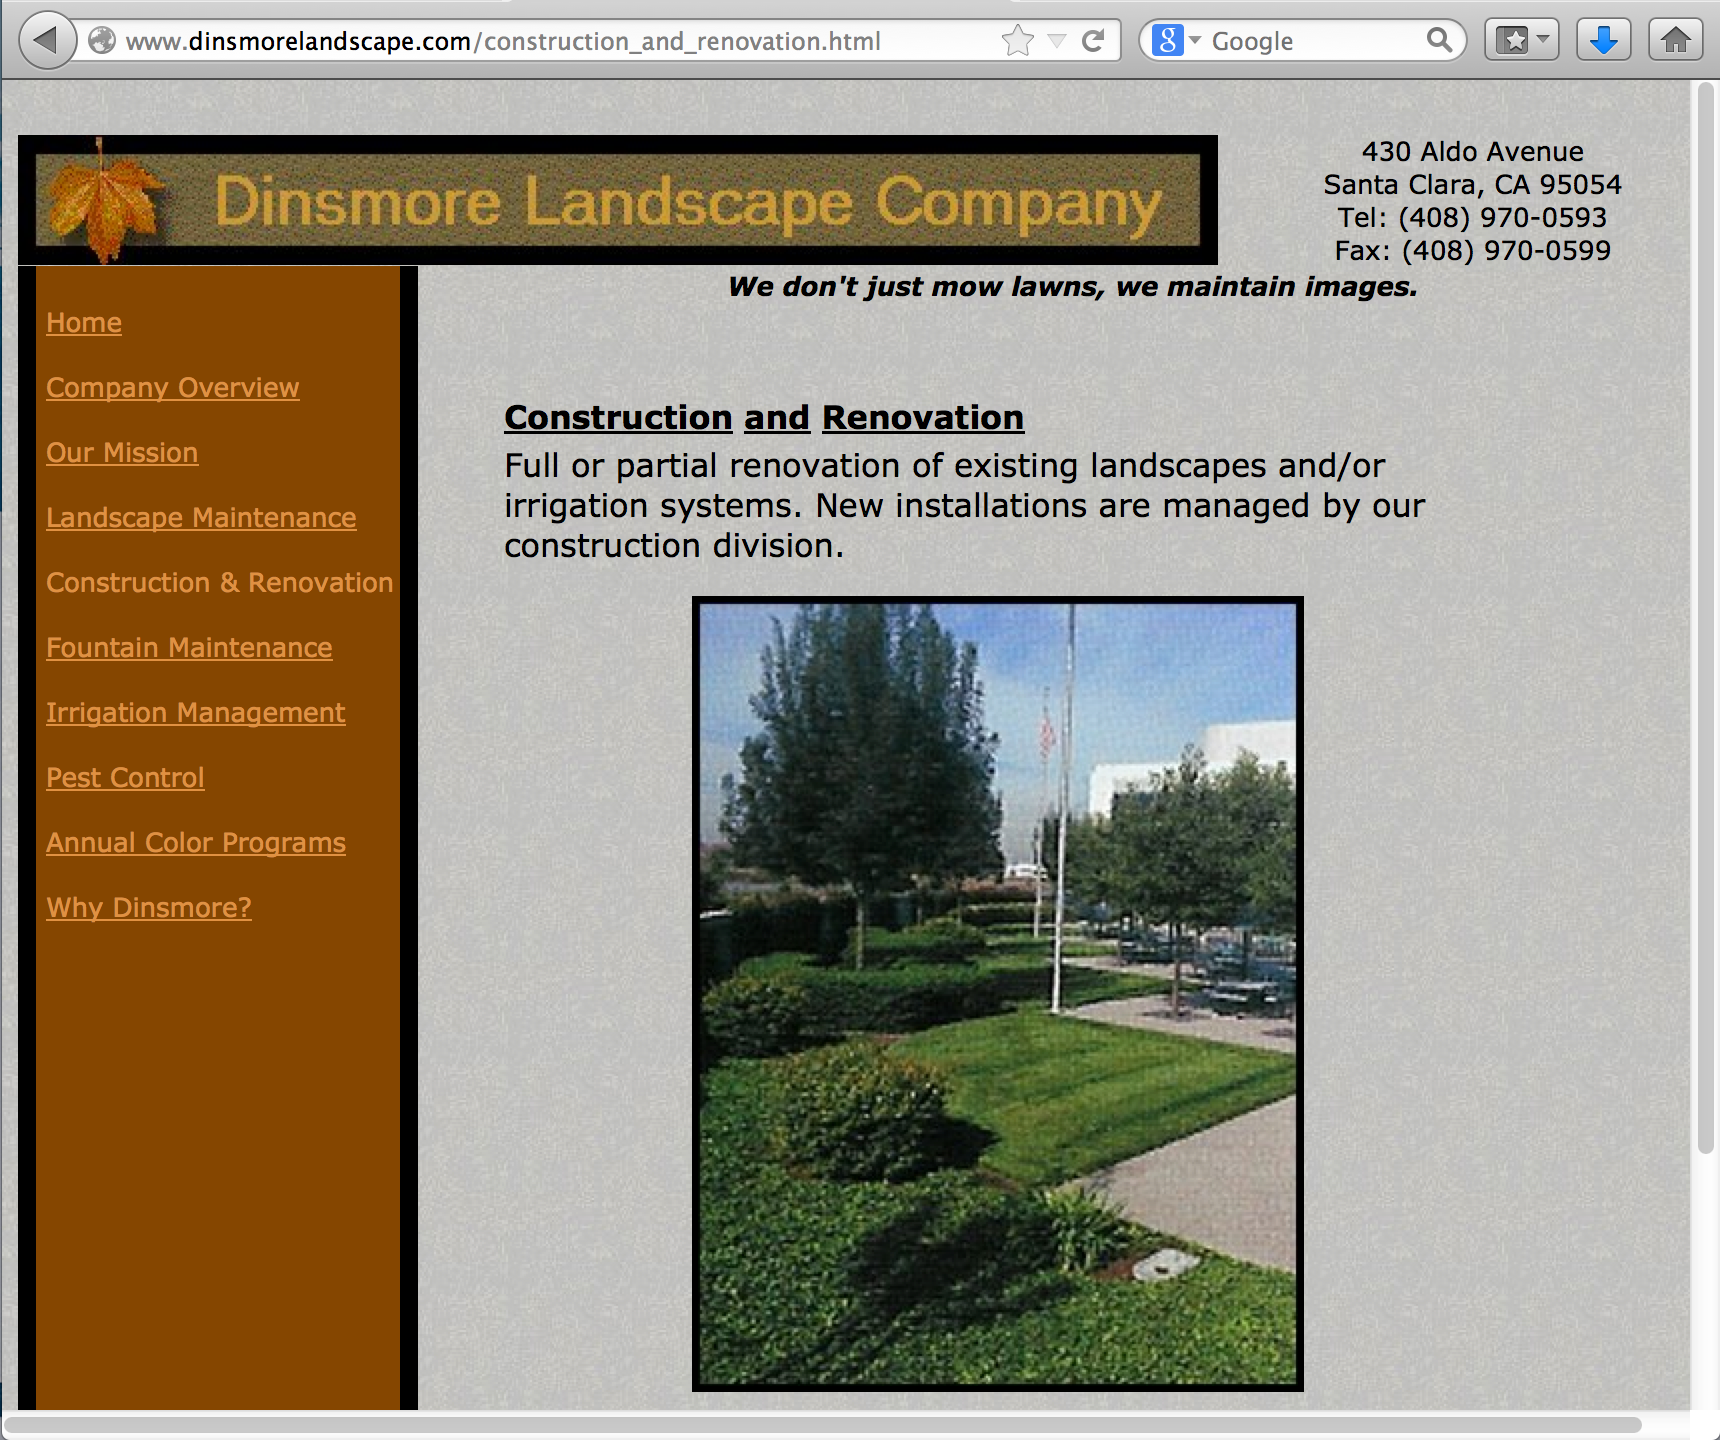 www.dinsmorelandscape.com/construction_and_renovation.html
Google
Dinsmore Landscape Company
430 Aldo Avenue
Santa Clara, CA 95054
Tel: (408) 970-0593
Fax: (408) 970-0599
We don't just mow lawns, we maintain images.
Home
Company Overview
Our Mission
Landscape Maintenance
Construction & Renovation
Fountain Maintenance
Irrigation Management
Pest Control
Annual Color Programs
Why Dinsmore?
Construction and Renovation
Full or partial renovation of existing landscapes and/or
irrigation systems. New installations are managed by our
construction division.